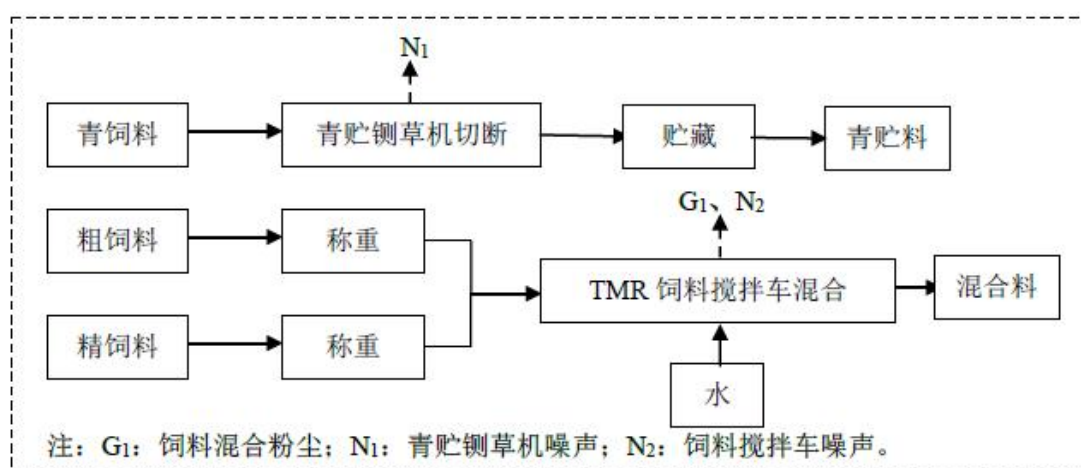 N₁
青饲料
青贮铡草机切断
贮藏
青贮料
G₁、N₂
粗饲料
称重
TMR 饲料搅拌车混合
混合料
精饲料
称重
水
注：G₁：饲料混合粉尘；N₁：青贮铡草机噪声；N₂：饲料搅拌车噪声。